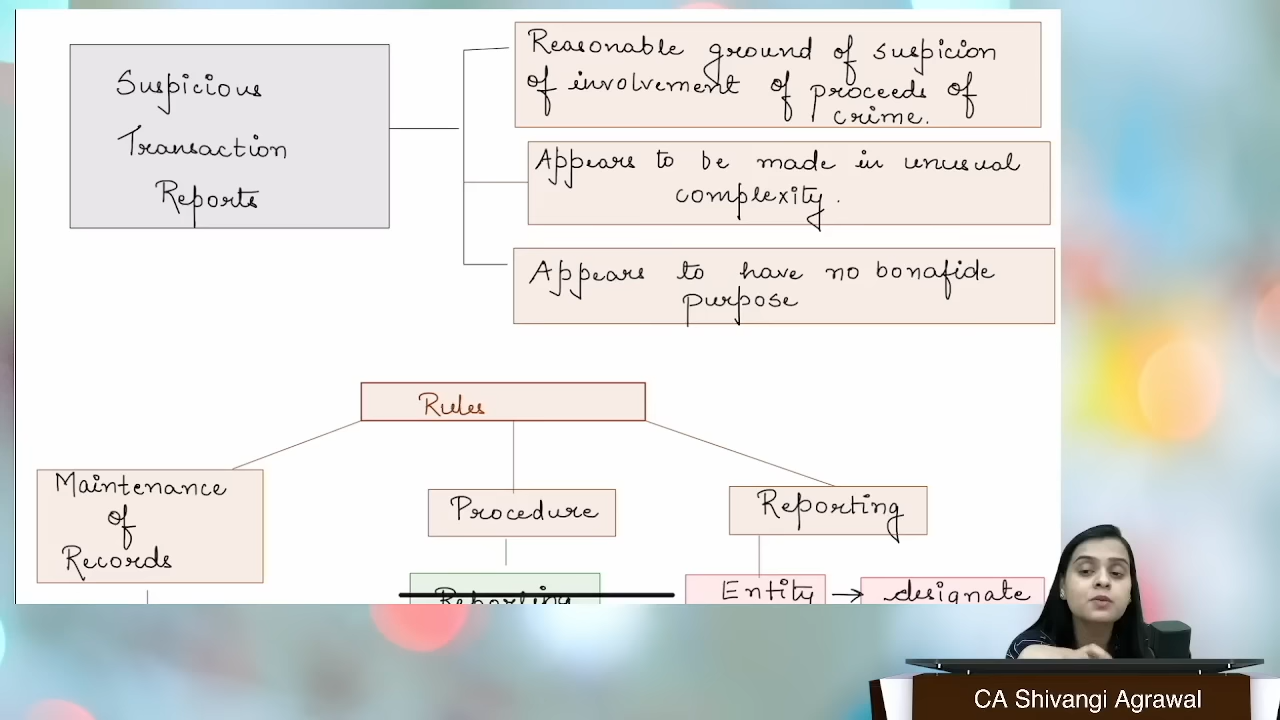 Suspicious
Transaction
Reports
Reasonable ground of suspicion
of involvement of proceeds of
crime.
Appears to be made in unusual
complexity.
Appears to have no bonafide
purpose
Rules
Maintenance
of
Records
Procedure
Reporting
Reporting
Entity → designate
CA Shivangi Agrawal